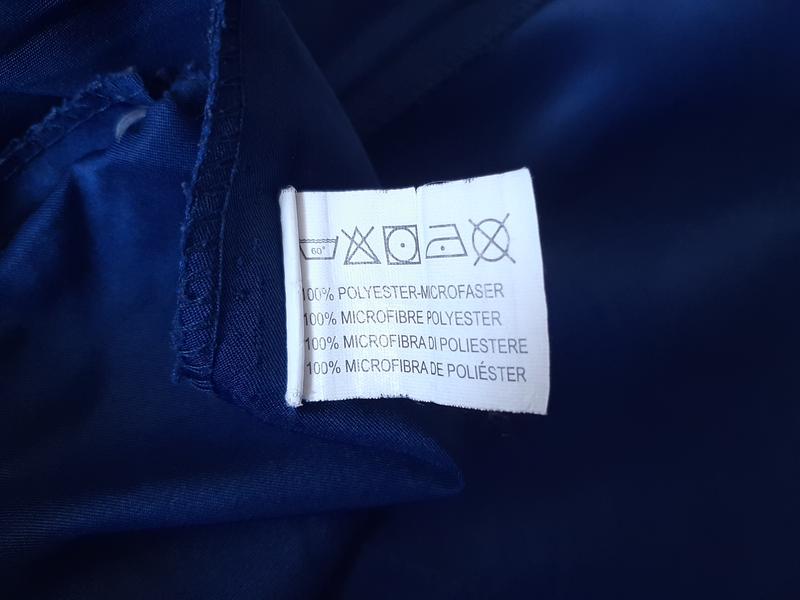 60°
100% POLYESTER-MICROFASER
100% MICROFIBRE POLYESTER
100% MICROFIBRA DI POLIESTERE
100% MICROFIBRA DE POLIÉSTER